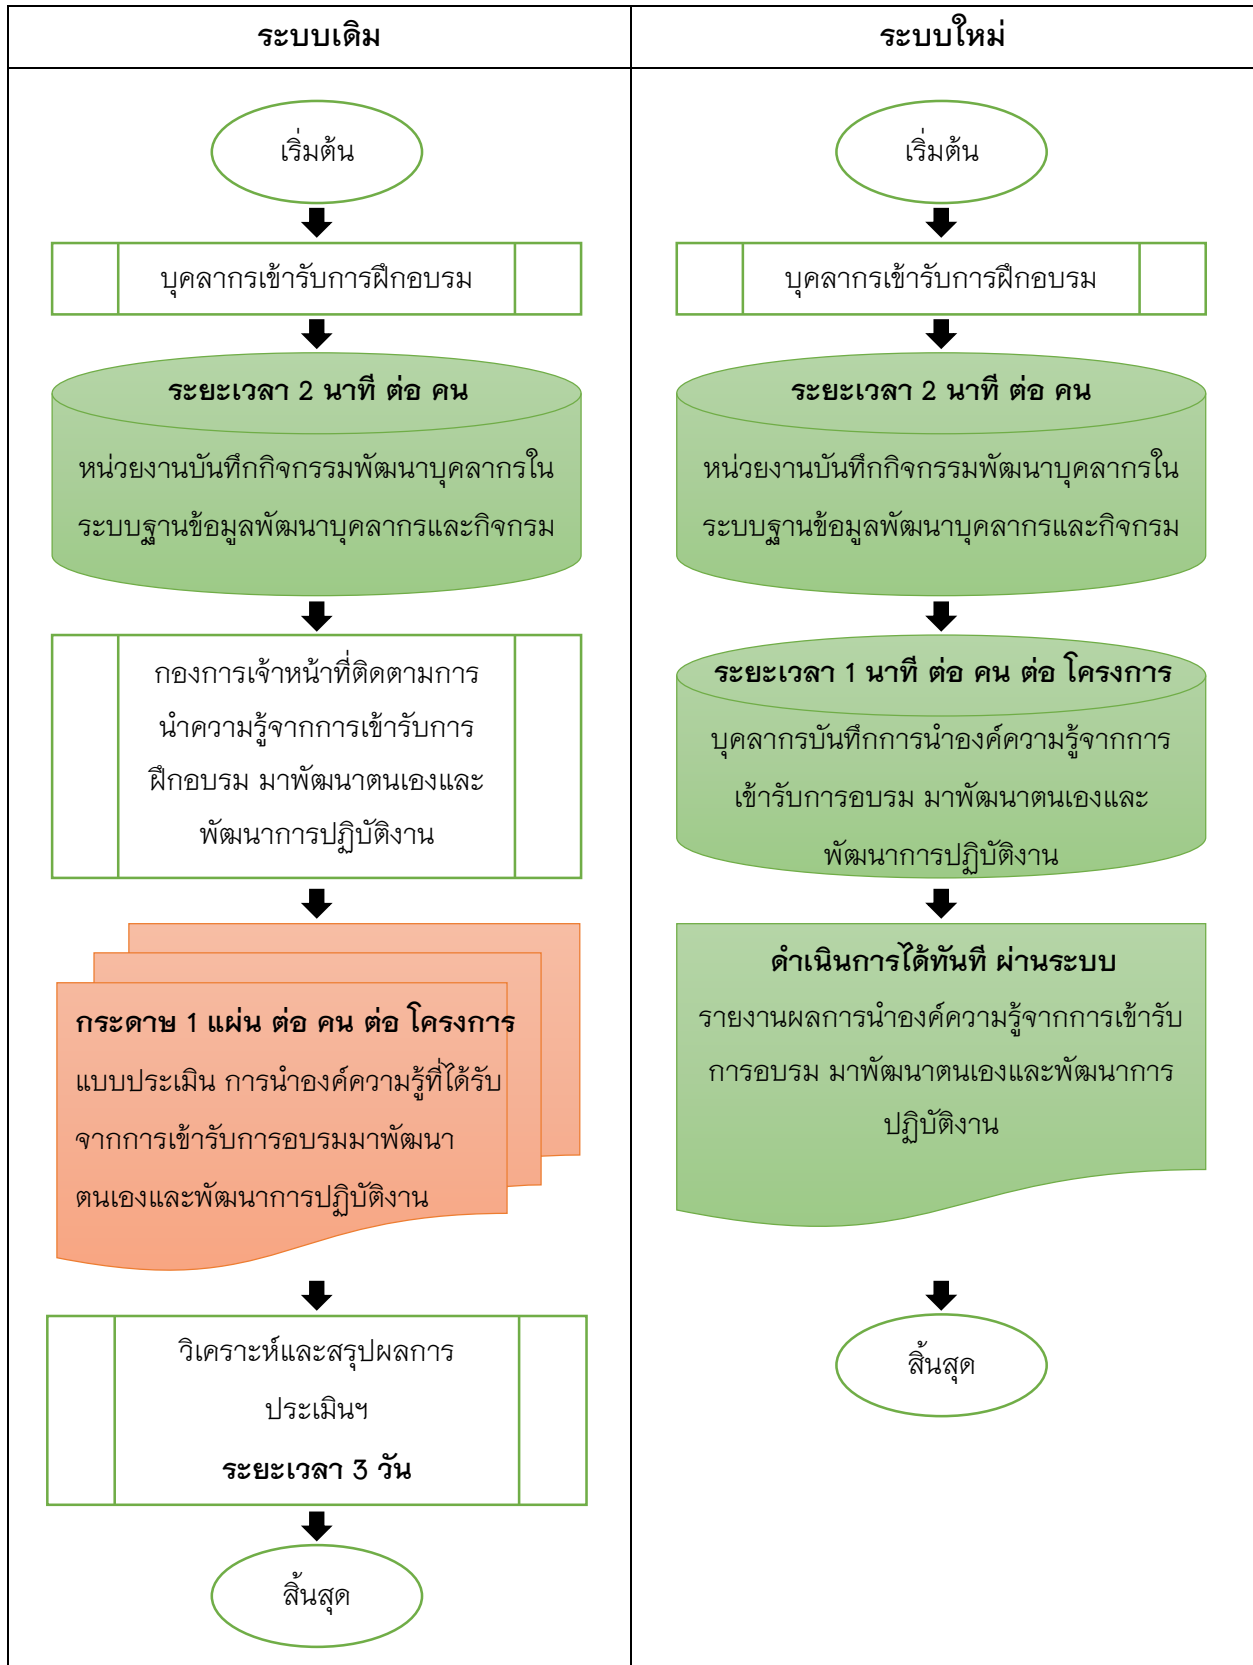 ระบบเดิม
เริ่มต้น
บุคลากรเข้ารับการฝึกอบรม
ระยะเวลา 2 นาที ต่อ คน
หน่วยงานบันทึกกิจกรรมพัฒนาบุคลากรใน
ระบบฐานข้อมูลพัฒนาบุคลากรและกิจกรม
กองการเจ้าหน้าที่ติดตามการ
นำความรู้จากการเข้ารับการ
ฝึกอบรม มาพัฒนาตนเองและ
พัฒนาการปฏิบัติงาน
กระดาษ 1 แผ่น ต่อ คน ต่อ โครงการ
แบบประเมิน การนำองค์ความรู้ที่ได้รับ
จากการเข้ารับการอบรมมาพัฒนา
ตนเองและพัฒนาการปฏิบัติงาน
วิเคราะห์และสรุปผลการ
ประเมินฯ
ระยะเวลา 3 วัน
สิ้นสุด
ระบบใหม่
เริ่มต้น
บุคลากรเข้ารับการฝึกอบรม
ระยะเวลา 2 นาที ต่อ คน
หน่วยงานบันทึกกิจกรรมพัฒนาบุคลากรใน
ระบบฐานข้อมูลพัฒนาบุคลากรและกิจกรม
ระยะเวลา 1 นาที ต่อ คน ต่อ โครงการ
บุคลากรบันทึกการนำองค์ความรู้จากการ
เข้ารับการอบรม มาพัฒนาตนเองและ
พัฒนาการปฏิบัติงาน
ดำเนินการได้ทันที ผ่านระบบ
รายงานผลการนำองค์ความรู้จากการเข้ารับ
การอบรม มาพัฒนาตนเองและพัฒนาการ
ปฏิบัติงาน
สิ้นสุด